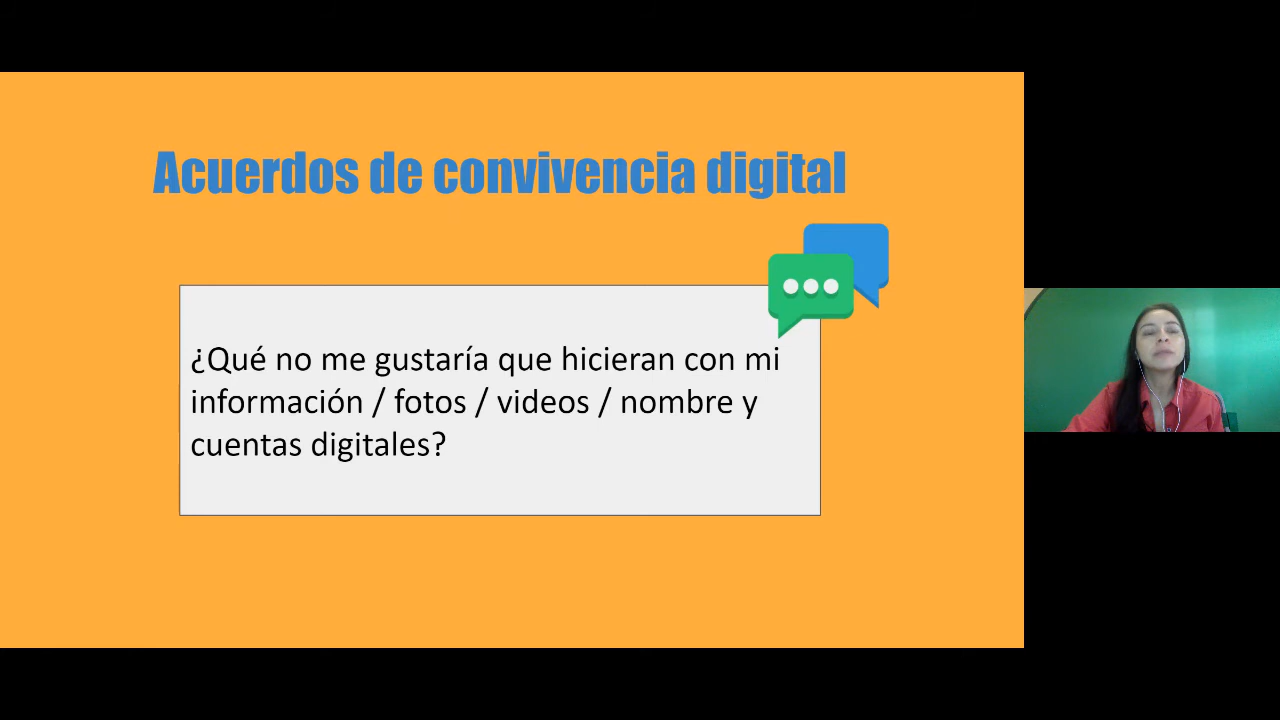 Acuerdos de convivencia digital
¿Qué no me gustaría que hicieran con mi
información / fotos / videos / nombre y
cuentas digitales?